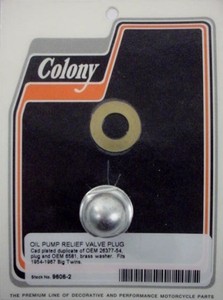 Colony
OIL PUMP RELIEF VALVE PLUG
Cad plated duplicate of OEM 26377-54,
plug and OEM 6581, brass washer. Fits
1954-1967 Big Twins.
Stock No. 9606-2
THE PREMIUM LINE OF DECORATIVE AND PERFORMANCE MOTORCYCLE PARTS